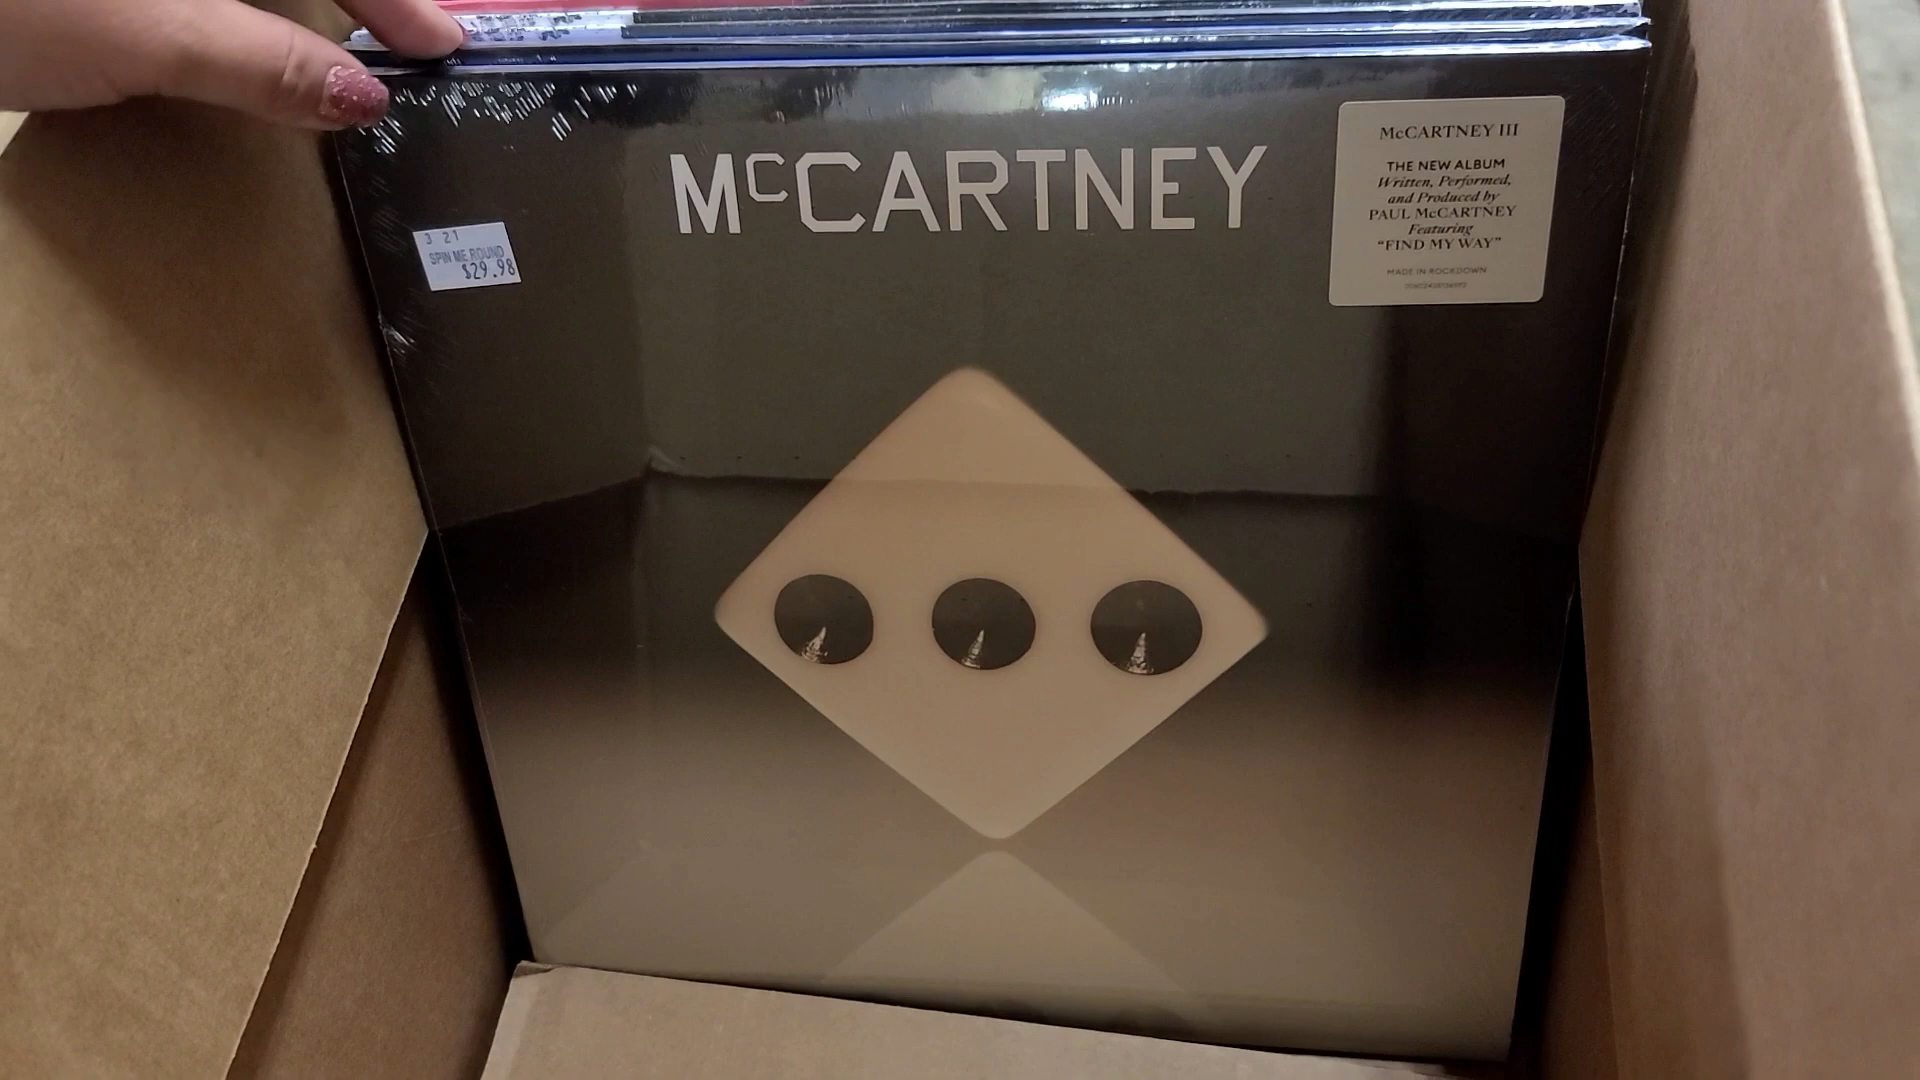 McCARTNEY
3 21
SPIN ME ROUND
$29.98
McCARTNEY III
THE NEW ALBUM
Written, Performed,
and Produced by
PAUL McCARTNEY
Featuring
"FIND MY WAY"
MADE IN ROCKDOWN